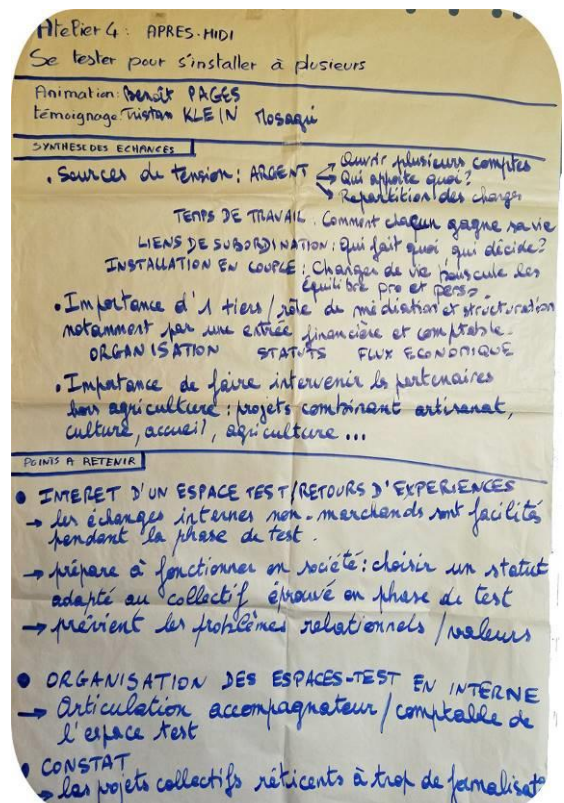 Atelier 4 : APRES-MIDI
Se tester pour s'installer à plusieurs
Animation: Benoît PAGES
témoignage: Tristan KLEIN Mosagri
SYNTHESE DES ECHANGES
• Sources de tension : ARGENT → Ouvrir plusieurs comptes
→ Qui apporte quoi?
→ Repartition des charges
TEMPS DE TRAVAIL : Comment chacun gagne sa vie
LIENS DE SUBORDINATION : Qui fait quoi qui décide?
INSTALLATION EN COUPLE : Changer de vie bouscule les
équilibre pro et perso
• Importance d'1 tiers / rôle de médiation et structuration
notamment par une entrée financière et comptable.
ORGANISATION STATUTS FLUX ECONOMIQUE
• Importance de faire intervenir les partenaires
hors agriculture : projets combinant artisanat,
culture, accueil, agriculture ...
POINTS A RETENIR
• INTERET D'UN ESPACE TEST/RETOURS D'EXPERIENCES
→ les échanges internes non-marchands sont facilités
pendant la phase de test.
→ prépare à fonctionner en société : choisir un statut
adapté au collectif éprouvé en phase de test
→ prévient les problèmes relationnels / valeurs
• ORGANISATION DES ESPACES-TEST EN INTERNE
→ Articulation accompagnateur / comptable de
l'espace test
• CONSTAT
→ les projets collectifs réticents à trop de formalisat